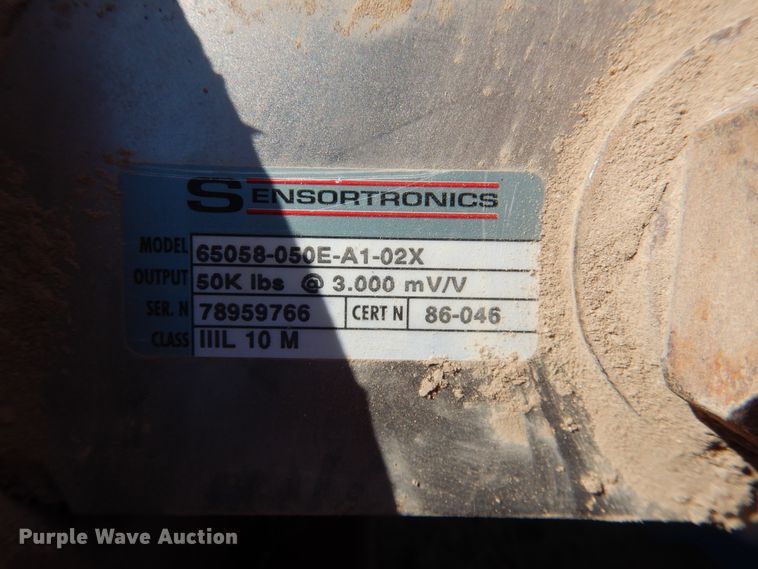 SENSORTRONICS
MODEL 65058-050E-A1-02X
OUTPUT 50K lbs @ 3.000 mV/V
SER. N 78959766 CERT N 86-046
CLASS IIIL 10 M
Purple Wave Auction